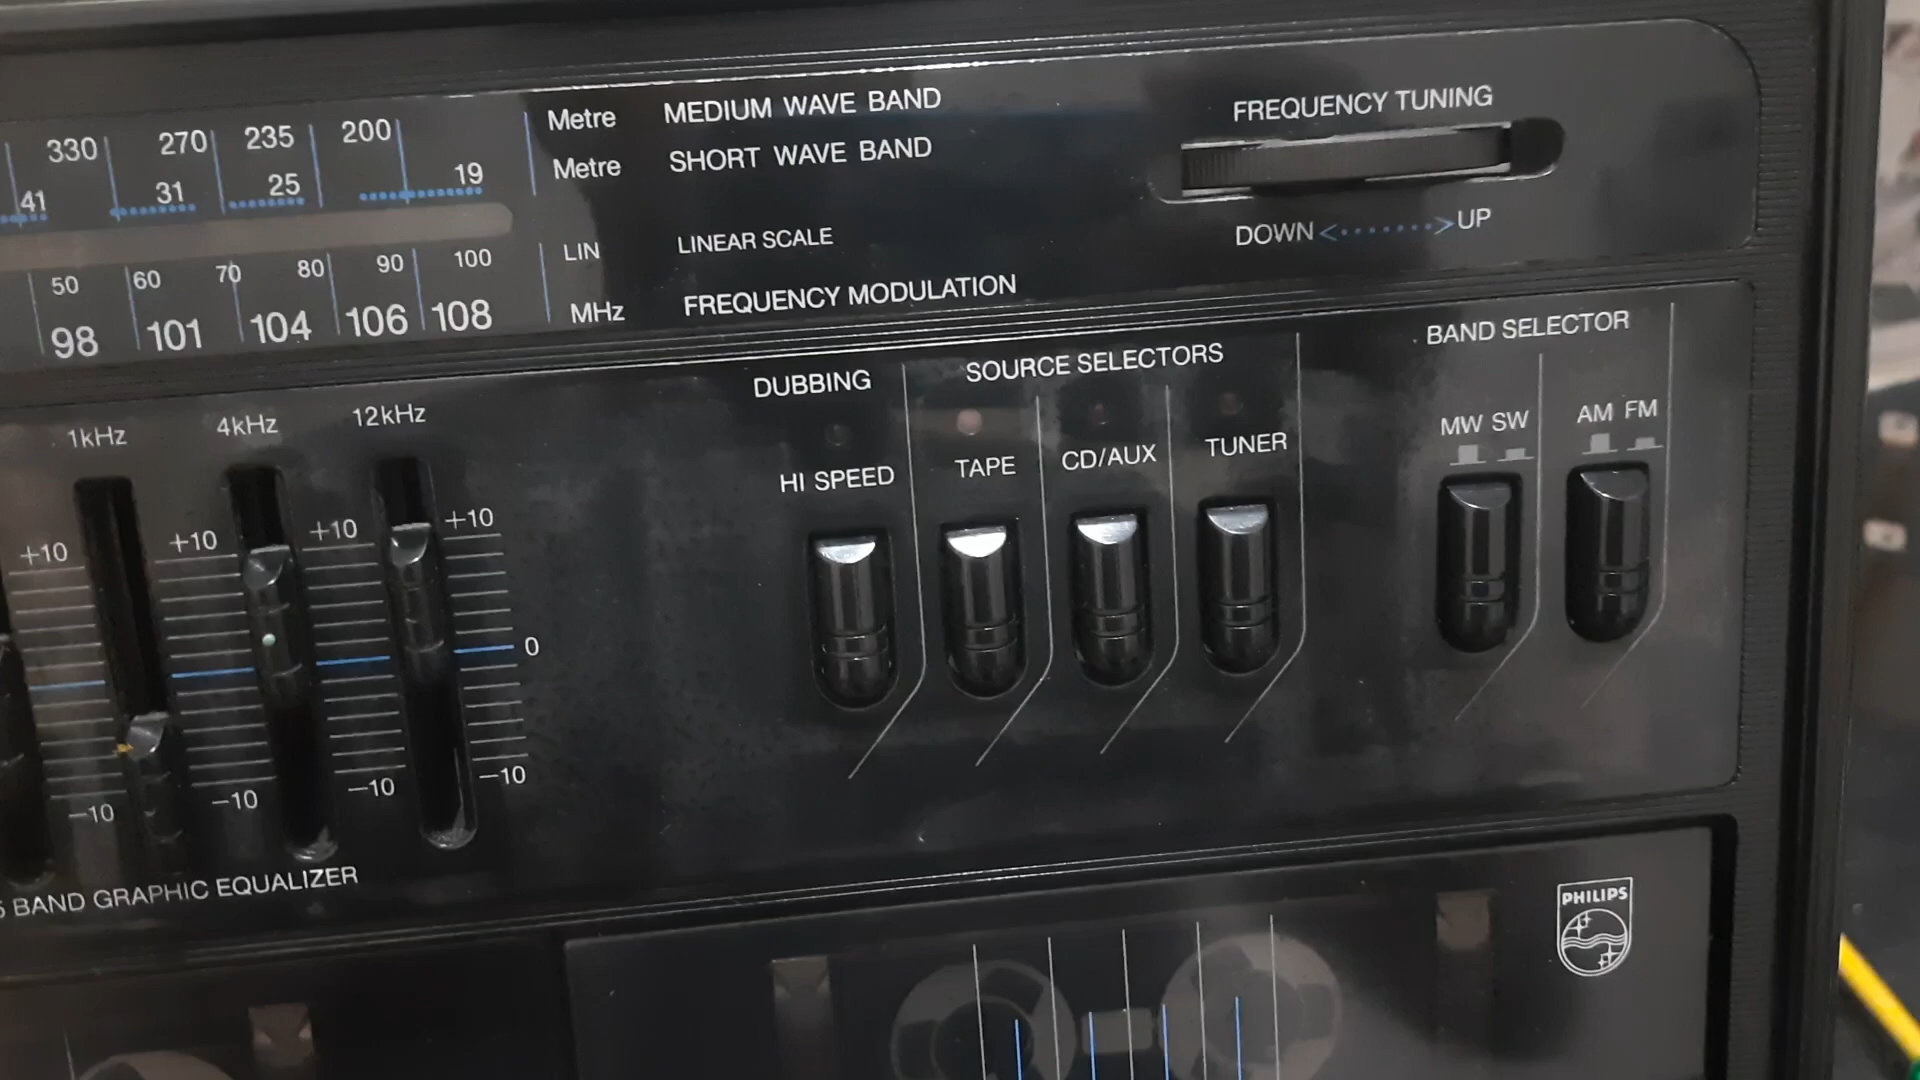 330 270 235 200 Metre MEDIUM WAVE BAND
41 31 25 19 Metre SHORT WAVE BAND
50 60 70 80 90 100 LIN LINEAR SCALE
98 101 104 106 108 MHz FREQUENCY MODULATION
FREQUENCY TUNING
DOWN UP
1kHz 4kHz 12kHz
+10 +10 +10 +10
0
-10 -10 -10 -10
5 BAND GRAPHIC EQUALIZER
DUBBING
HI SPEED
SOURCE SELECTORS
TAPE CD/AUX TUNER
BAND SELECTOR
MW SW AM FM
PHILIPS